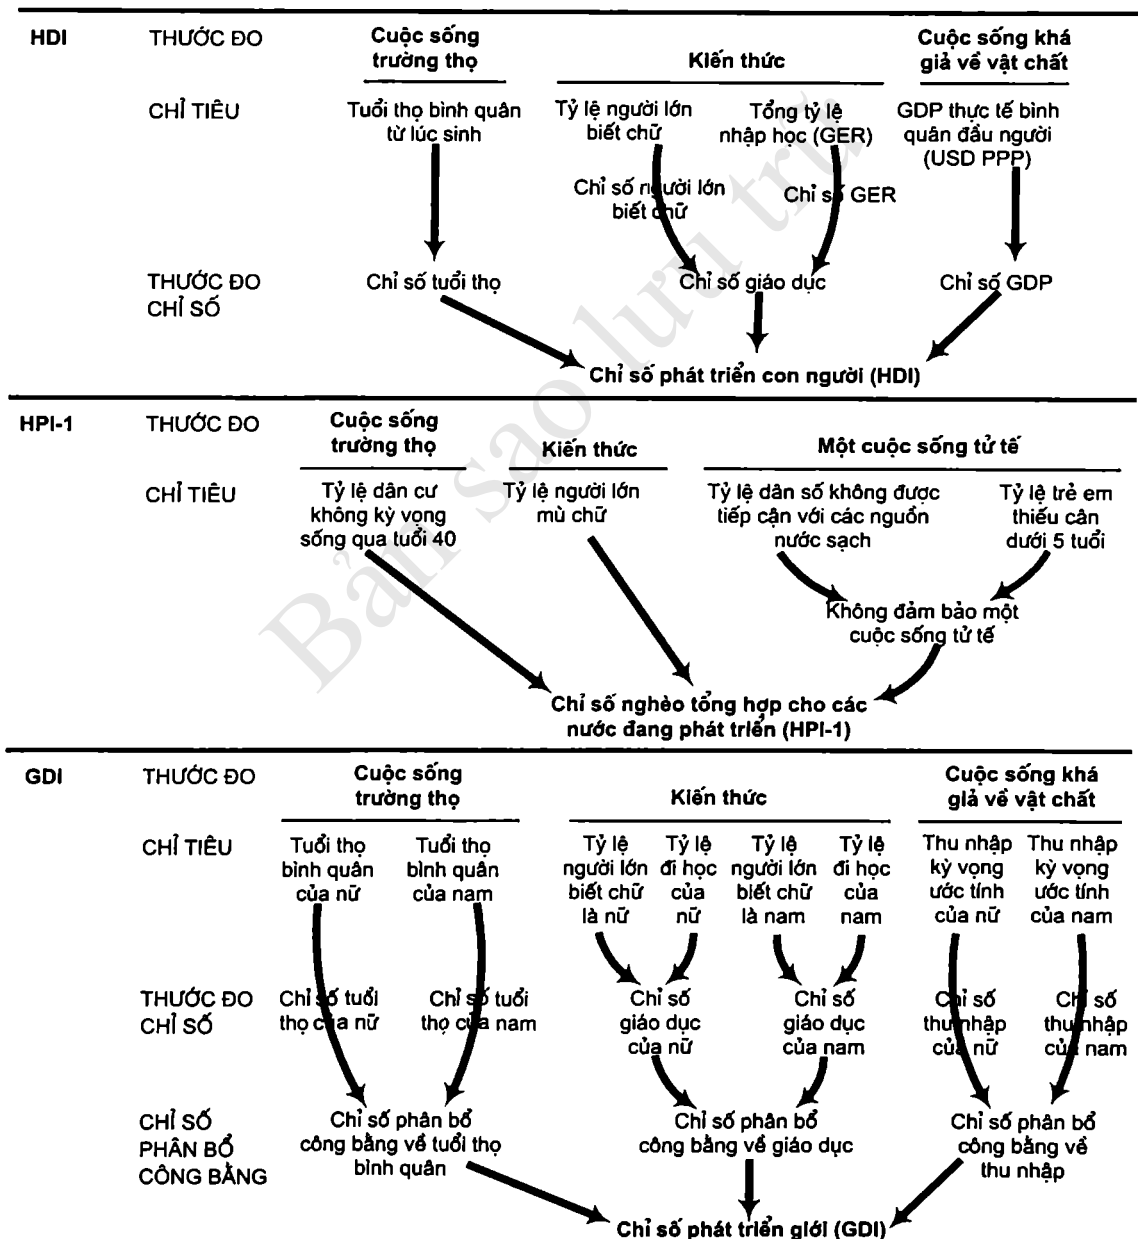 HDI
THƯỚC ĐO
Cuộc sống
trường thọ
Kiến thức
Cuộc sống khá
giả về vật chất
CHỈ TIÊU
Tuổi thọ bình quân
từ lúc sinh
Tỷ lệ người lớn
biết chữ
Tổng tỷ lệ
nhập học (GER)
GDP thực tế bình
quân đầu người
(USD PPP)
Chỉ số người lớn
biết chữ
Chỉ số GER
THƯỚC ĐO
CHỈ SỐ
Chỉ số tuổi thọ
Chỉ số giáo dục
Chỉ số GDP
Chỉ số phát triển con người (HDI)
HPI-1
THƯỚC ĐO
Cuộc sống
trường thọ
Kiến thức
Một cuộc sống tử tế
CHỈ TIÊU
Tỷ lệ dân cư
không kỳ vọng
sống qua tuổi 40
Tỷ lệ người lớn
mù chữ
Tỷ lệ dân số không được
tiếp cận với các nguồn
nước sạch
Tỷ lệ trẻ em
thiếu cân
dưới 5 tuổi
Không đảm bảo một
cuộc sống tử tế
Chỉ số nghèo tổng hợp cho các
nước đang phát triển (HPI-1)
GDI
THƯỚC ĐO
Cuộc sống
trường thọ
Kiến thức
Cuộc sống khá
giả về vật chất
CHỈ TIÊU
Tuổi thọ
bình quân
của nữ
Tuổi thọ
bình quân
của nam
Tỷ lệ
người lớn
biết chữ
là nữ
Tỷ lệ
đi học
của
nữ
Tỷ lệ
người lớn
biết chữ
là nam
Tỷ lệ
đi học
của
nam
Thu nhập
kỳ vọng
ước tính
của nữ
Thu nhập
kỳ vọng
ước tính
của nam
THƯỚC ĐO
CHỈ SỐ
Chỉ số tuổi
thọ của nữ
Chỉ số tuổi
thọ của nam
Chỉ số
giáo dục
của nữ
Chỉ số
giáo dục
của nam
Chỉ số
thu nhập
của nữ
Chỉ số
thu nhập
của nam
CHỈ SỐ
PHÂN BỔ
CÔNG BẰNG
Chỉ số phân bổ
công bằng về tuổi thọ
bình quân
Chỉ số phân bổ
công bằng về giáo dục
Chỉ số phân bổ
công bằng về
thu nhập
Chỉ số phát triển giới (GDI)
Bản sao lưu trữ